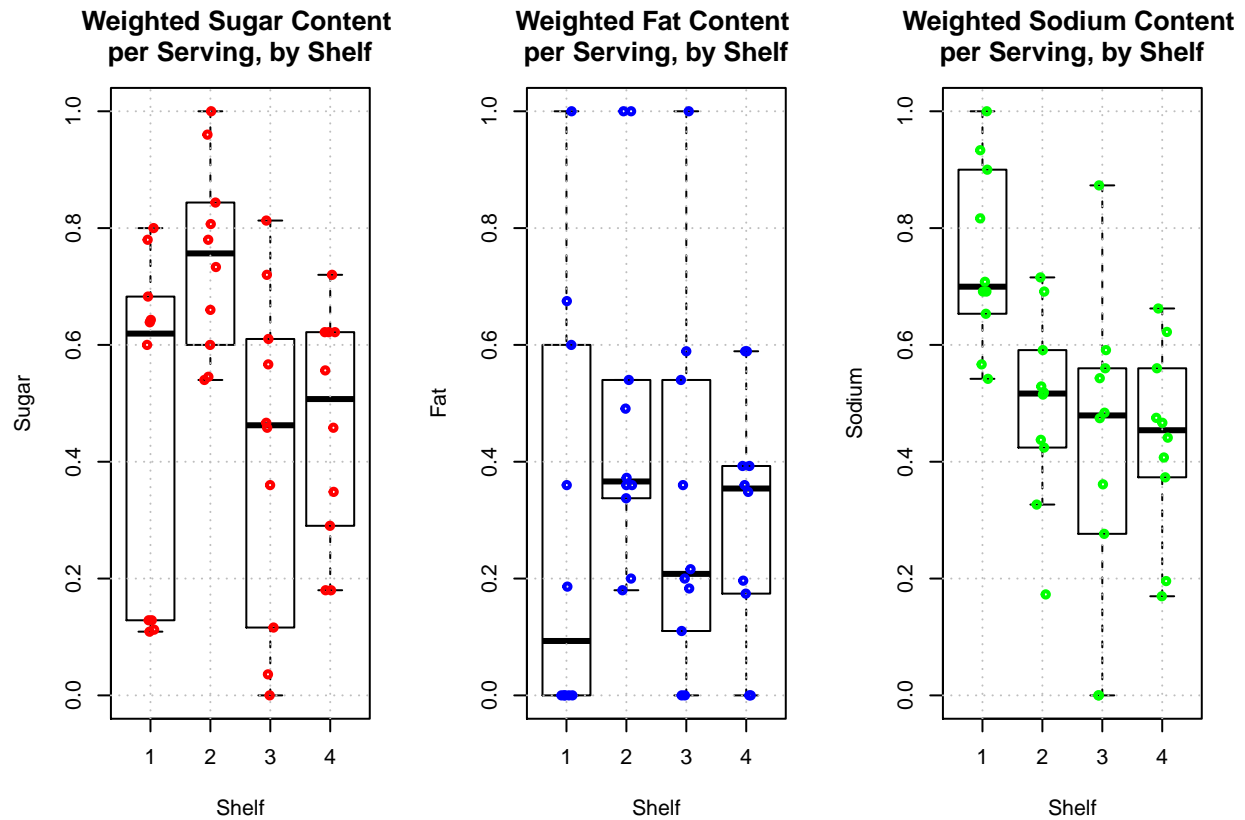 Weighted Sugar Content
per Serving, by Shelf
1.0
0.8
0.6
0.4
0.2
0.0
Sugar
1 2 3 4
Shelf
Weighted Fat Content
per Serving, by Shelf
1.0
0.8
0.6
0.4
0.2
0.0
Fat
1 2 3 4
Shelf
Weighted Sodium Content
per Serving, by Shelf
1.0
0.8
0.6
0.4
0.2
0.0
Sodium
1 2 3 4
Shelf